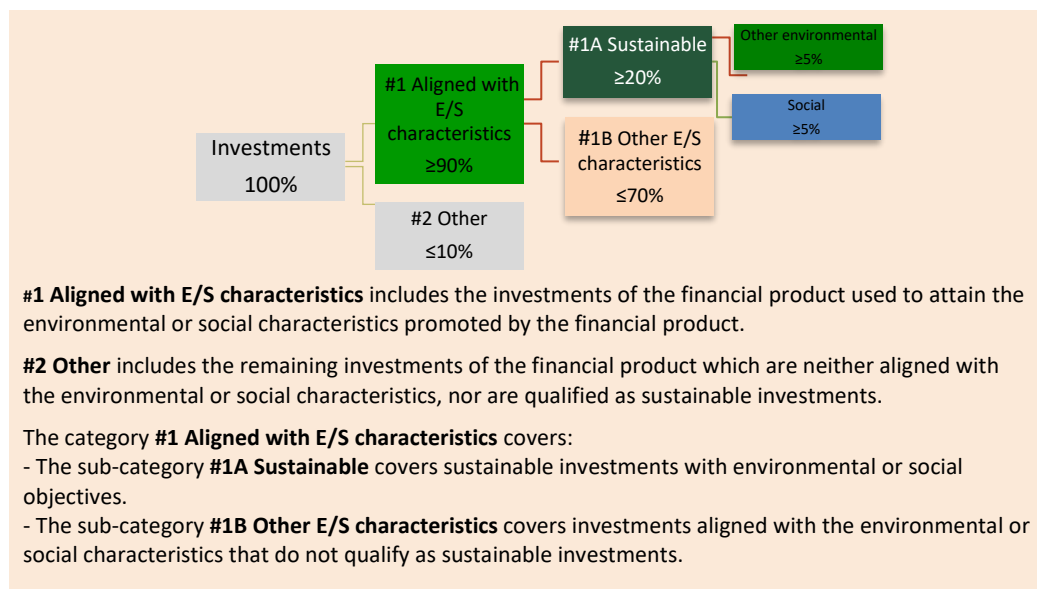 Investments
100%
#1 Aligned with
E/S
characteristics
≥90%
#2 Other
≤10%
#1A Sustainable
≥20%
#1B Other E/S
characteristics
≤70%
Other environmental
≥5%
Social
≥5%
#1 Aligned with E/S characteristics includes the investments of the financial product used to attain the
environmental or social characteristics promoted by the financial product.
#2 Other includes the remaining investments of the financial product which are neither aligned with
the environmental or social characteristics, nor are qualified as sustainable investments.
The category #1 Aligned with E/S characteristics covers:
- The sub-category #1A Sustainable covers sustainable investments with environmental or social
objectives.
- The sub-category #1B Other E/S characteristics covers investments aligned with the environmental or
social characteristics that do not qualify as sustainable investments.